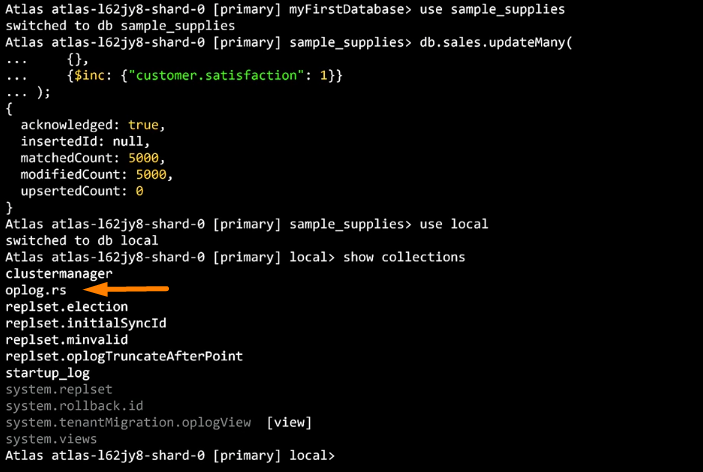 Atlas atlas-l62jy8-shard-0 [primary] myFirstDatabase> use sample_supplies
switched to db sample_supplies
Atlas atlas-l62jy8-shard-0 [primary] sample_supplies> db.sales.updateMany(
...     {},
...     {$inc: {"customer.satisfaction": 1}}
... );
{
  acknowledged: true,
  insertedId: null,
  matchedCount: 5000,
  modifiedCount: 5000,
  upsertedCount: 0
}
Atlas atlas-l62jy8-shard-0 [primary] sample_supplies> use local
switched to db local
Atlas atlas-l62jy8-shard-0 [primary] local> show collections
clustermanager
oplog.rs
replset.election
replset.initialSyncId
replset.minvalid
replset.oplogTruncateAfterPoint
startup_log
system.replset
system.rollback.id
system.tenantMigration.oplogView  [view]
system.views
Atlas atlas-l62jy8-shard-0 [primary] local>